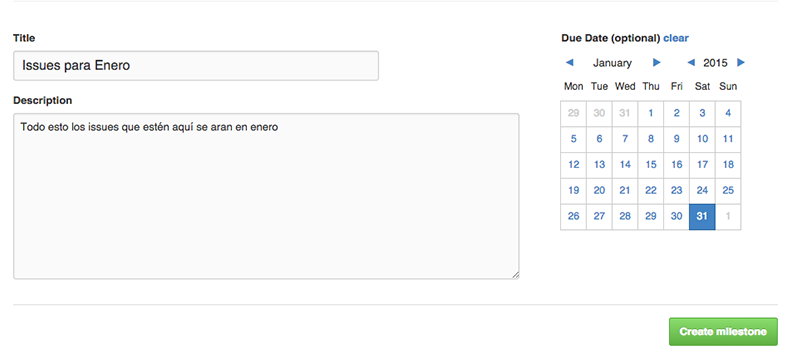 Title
Issues para Enero
Description
Todo esto los issues que estén aquí se aran en enero
Due Date (optional) clear
January 2015
Mon Tue Wed Thu Fri Sat Sun
29 30 31 1 2 3 4
5 6 7 8 9 10 11
12 13 14 15 16 17 18
19 20 21 22 23 24 25
26 27 28 29 30 31 1
Create milestone